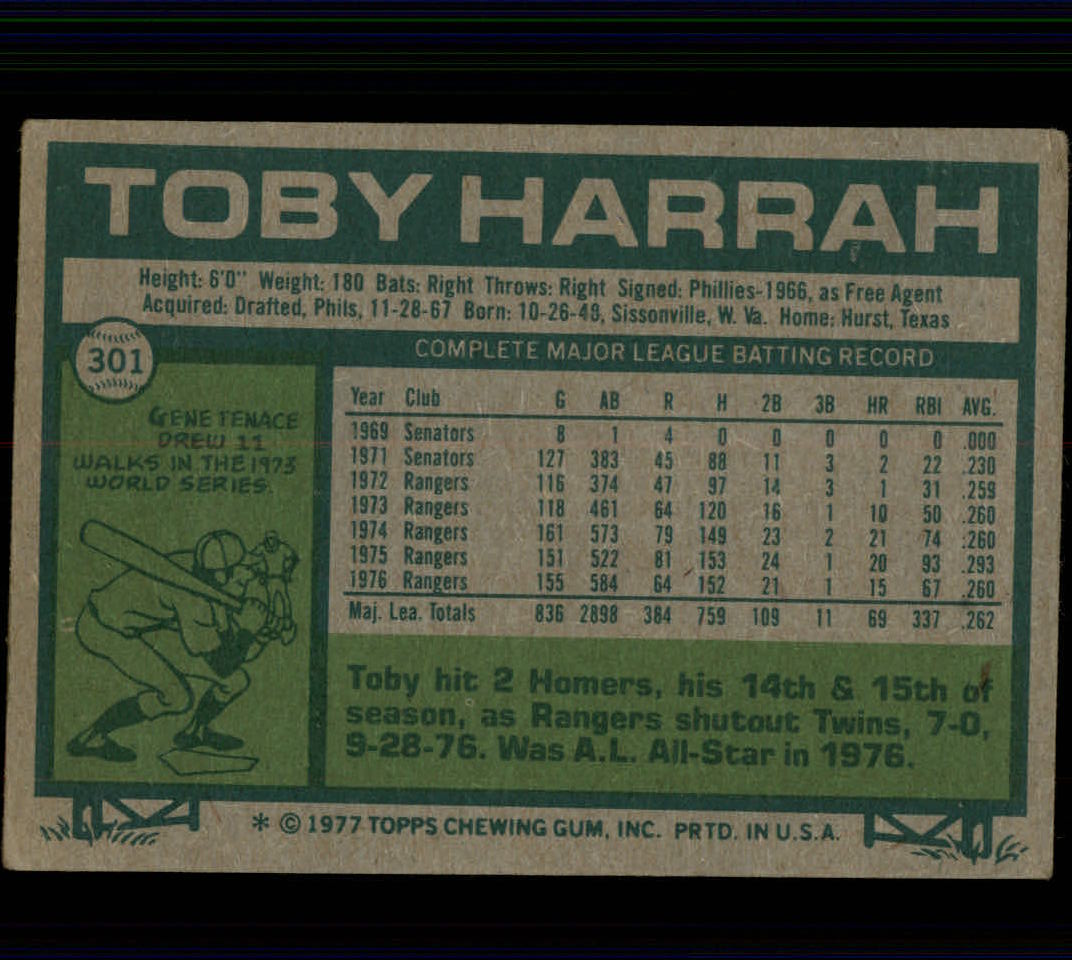 TOBY HARRAH
Height: 6'0" Weight: 180 Bats: Right Throws: Right Signed: Phillies-1966, as Free Agent
Acquired: Drafted, Phils, 11-28-67 Born: 10-26-48, Sissonville, W. Va. Home: Hurst, Texas
301
GENE TENACE
DREW 11
WALKS IN THE 1973
WORLD SERIES.
COMPLETE MAJOR LEAGUE BATTING RECORD
Year Club G AB R H 2B 3B HR RBI AVG.
1969 Senators 8 1 4 0 0 0 0 0 .000
1971 Senators 127 383 45 88 11 3 2 22 .230
1972 Rangers 116 374 47 97 14 3 1 31 .259
1973 Rangers 118 461 64 120 16 1 10 50 .260
1974 Rangers 161 573 79 149 23 2 21 74 .260
1975 Rangers 151 522 81 153 24 1 20 93 .293
1976 Rangers 155 584 64 152 21 1 15 67 .260
Maj. Lea. Totals 836 2898 384 759 109 11 69 337 .262
Toby hit 2 Homers, his 14th & 15th of
season, as Rangers shutout Twins, 7-0,
9-28-76. Was A.L. All-Star in 1976.
* © 1977 TOPPS CHEWING GUM, INC. PRTD. IN U.S.A.